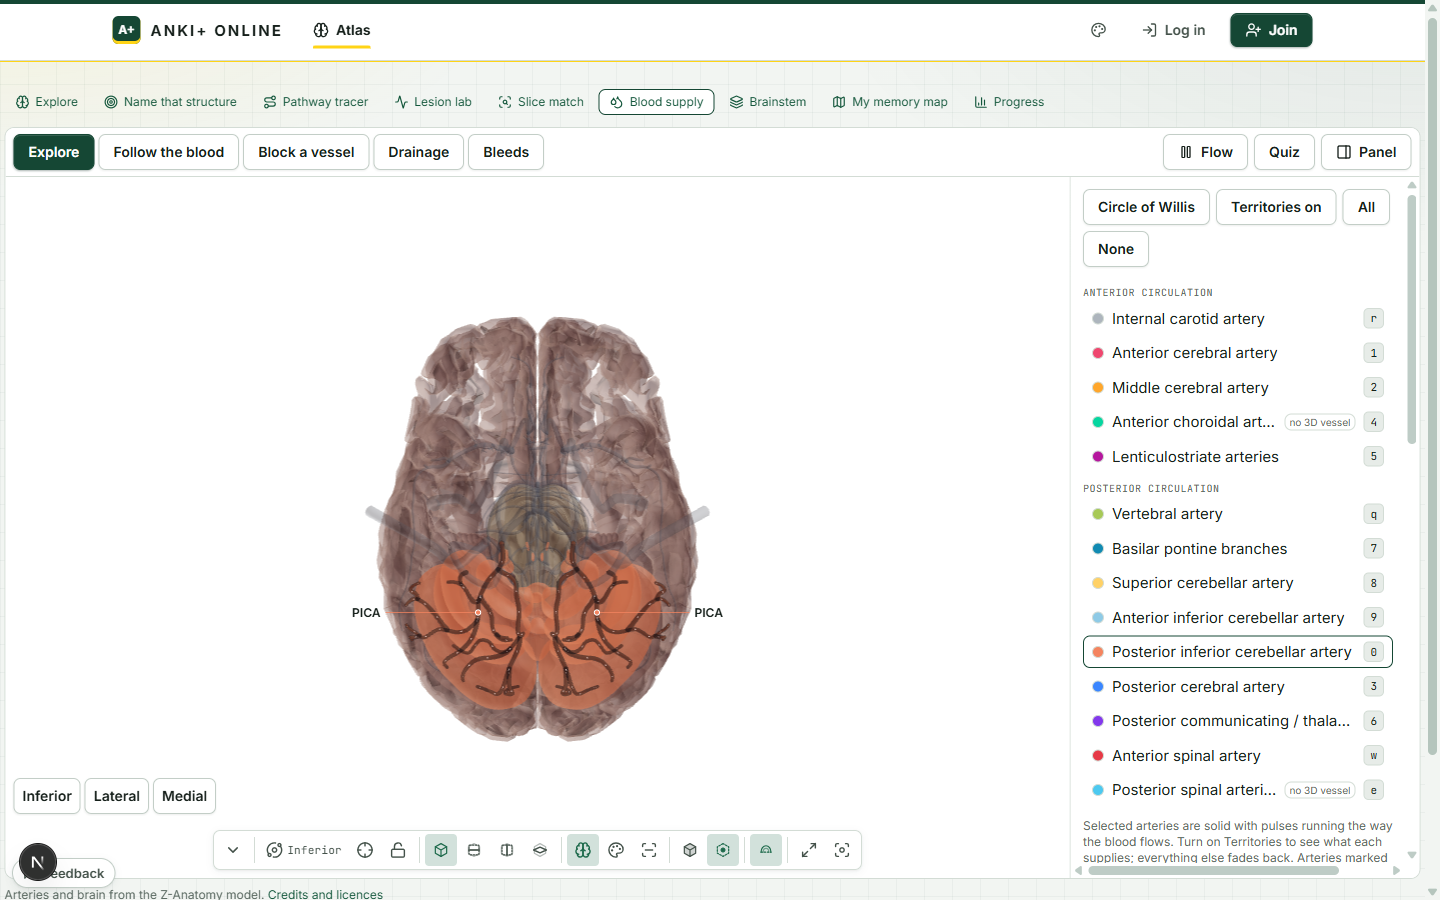 A+ ANKI+ ONLINE Atlas Log in Join
Explore Name that structure Pathway tracer Lesion lab Slice match Blood supply Brainstem My memory map Progress
Explore Follow the blood Block a vessel Drainage Bleeds Flow Quiz Panel
Circle of Willis Territories on All
None
ANTERIOR CIRCULATION
Internal carotid artery r
Anterior cerebral artery 1
Middle cerebral artery 2
Anterior choroidal art... no 3D vessel 4
Lenticulostriate arteries 5
POSTERIOR CIRCULATION
Vertebral artery q
Basilar pontine branches 7
Superior cerebellar artery 8
Anterior inferior cerebellar artery 9
Posterior inferior cerebellar artery 0
Posterior cerebral artery 3
Posterior communicating / thala... 6
Anterior spinal artery w
Posterior spinal arteri... no 3D vessel e
Selected arteries are solid with pulses running the way
the blood flows. Turn on Territories to see what each
supplies; everything else fades back. Arteries marked
PICA PICA
Inferior Lateral Medial
Inferior
N eedback
Arteries and brain from the Z-Anatomy model. Credits and licences